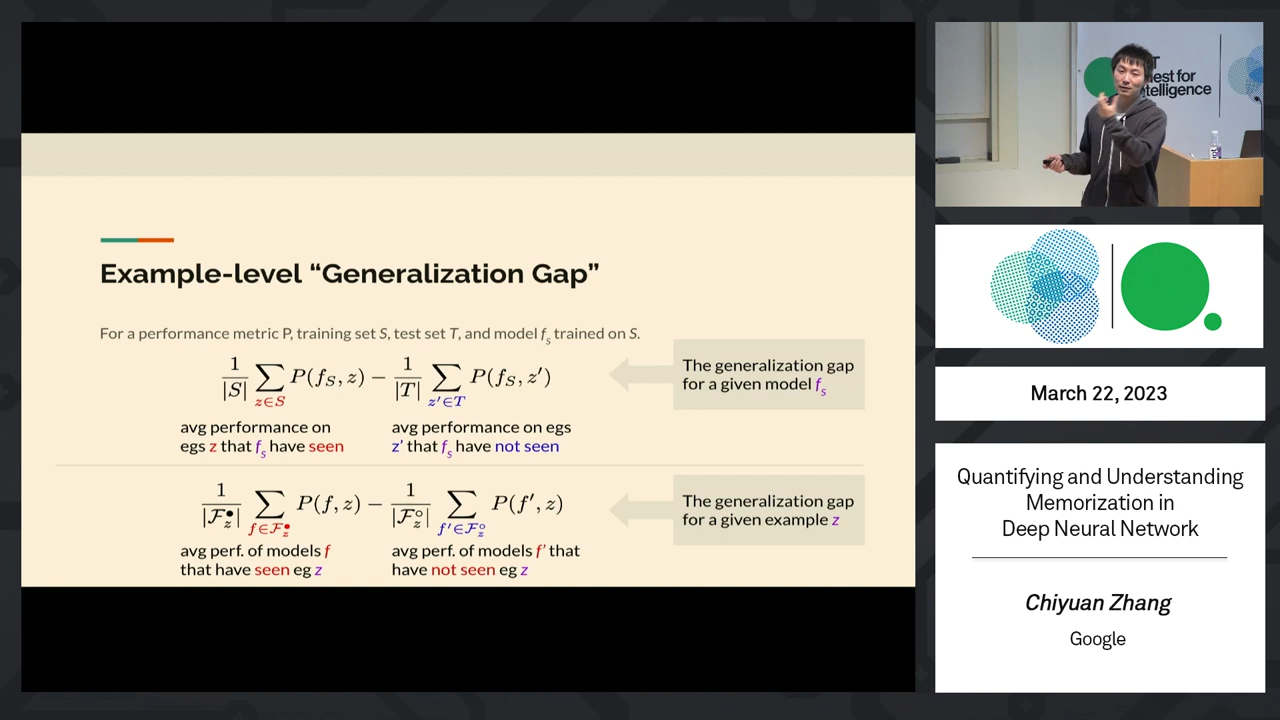 Example-level “Generalization Gap”
For a performance metric P, training set S, test set T, and model f_s trained on S.
1/|S| ∑_{z∈S} P(f_S, z) − 1/|T| ∑_{z′∈T} P(f_S, z′)
The generalization gap
for a given model f_s
avg performance on
egs z that f_s have seen
avg performance on egs
z’ that f_s have not seen
1/|F_z^●| ∑_{f∈F_z^●} P(f, z) − 1/|F_z^○| ∑_{f′∈F_z^○} P(f′, z)
The generalization gap
for a given example z
avg perf. of models f
that have seen eg z
avg perf. of models f’ that
have not seen eg z
est for
telligence
March 22, 2023
Quantifying and Understanding
Memorization in
Deep Neural Network
Chiyuan Zhang
Google